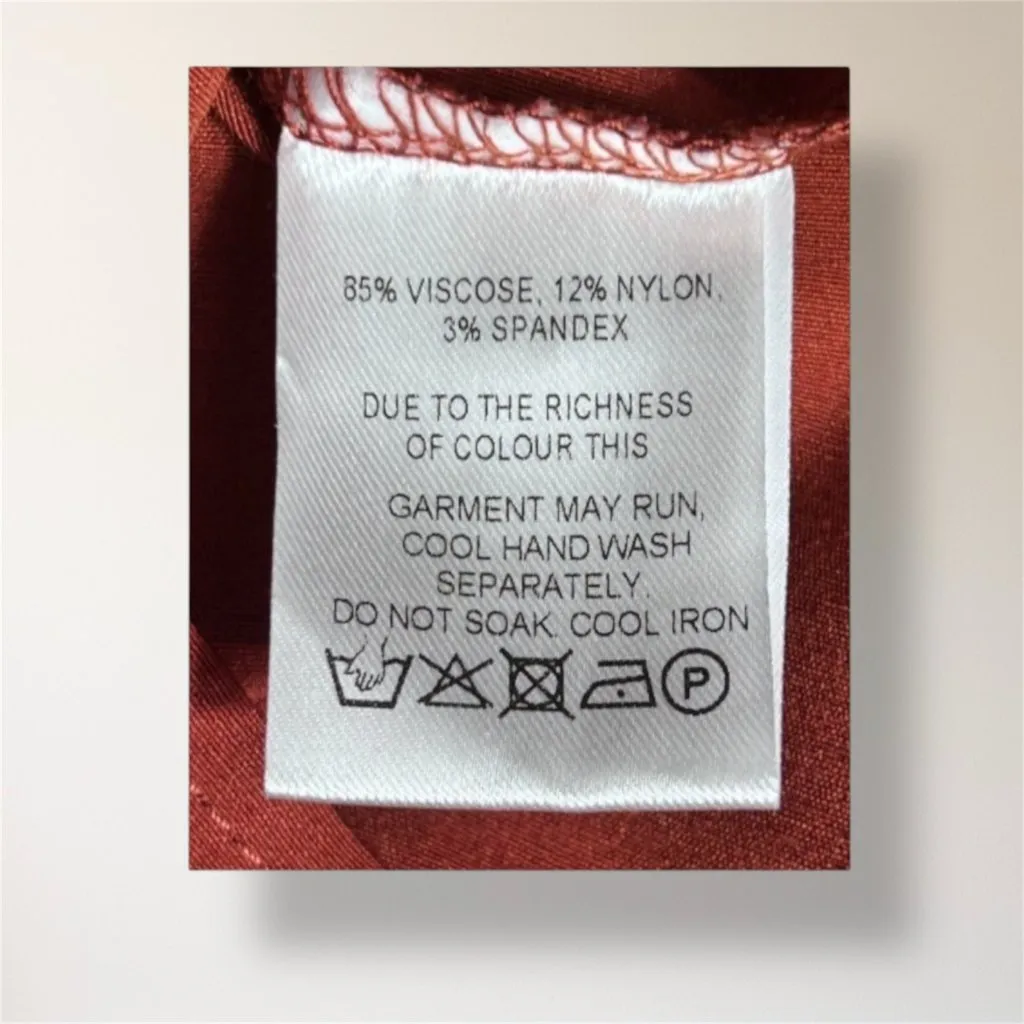 85% VISCOSE, 12% NYLON,
3% SPANDEX
DUE TO THE RICHNESS
OF COLOUR THIS
GARMENT MAY RUN,
COOL HAND WASH
SEPARATELY.
DO NOT SOAK. COOL IRON
P